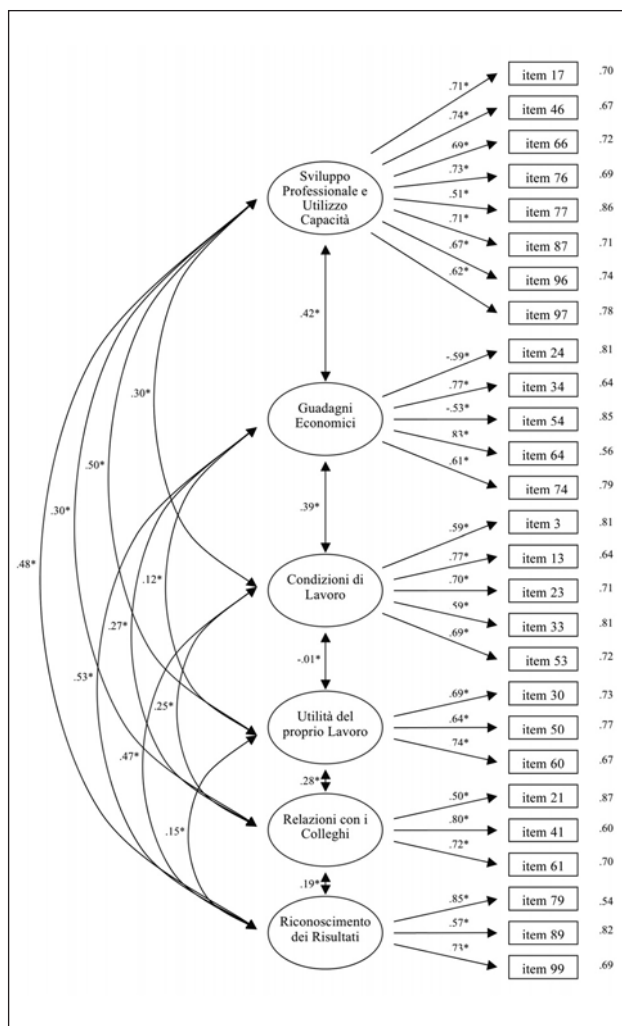 .71*
item 17
.70
.74*
item 46
.67
.69*
item 66
.72
.73*
item 76
.69
.51*
item 77
.86
.71*
item 87
.71
.67*
item 96
.74
.62*
item 97
.78
Sviluppo
Professionale e
Utilizzo
Capacità
.42*
-.59*
item 24
.81
.77*
item 34
.64
-.53*
item 54
.85
.83*
item 64
.56
.61*
item 74
.79
Guadagni
Economici
.30*
.50*
.30*
.48*
.39*
.59*
item 3
.81
.77*
item 13
.64
.70*
item 23
.71
.59*
item 33
.81
.69*
item 53
.72
Condizioni di
Lavoro
.12*
.27*
.53*
-.01*
.69*
item 30
.73
.64*
item 50
.77
.74*
item 60
.67
Utilità del
proprio Lavoro
.25*
.47*
.28*
.50*
item 21
.87
.80*
item 41
.60
.72*
item 61
.70
Relazioni con i
Colleghi
.15*
.19*
.85*
item 79
.54
.57*
item 89
.82
.73*
item 99
.69
Riconoscimento
dei Risultati